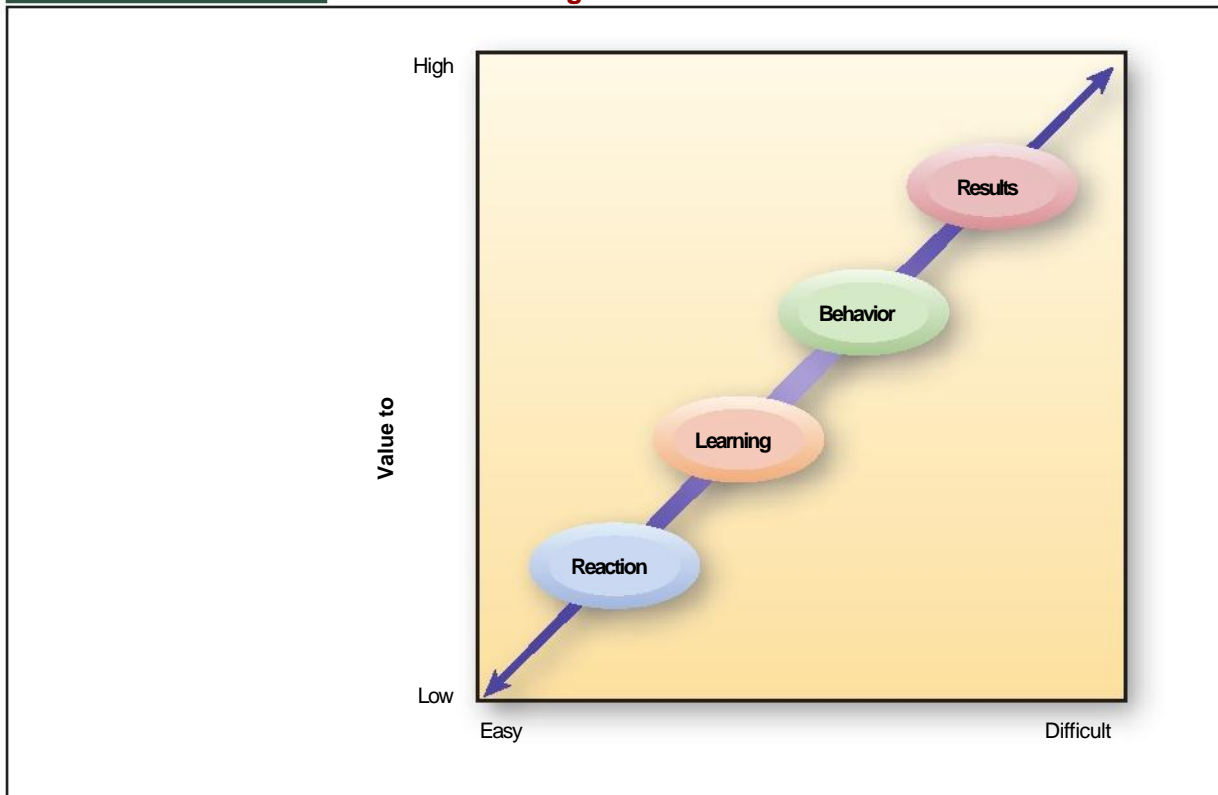 High
Results
Behavior
Value to
Learning
Reaction
Low
Easy
Difficult